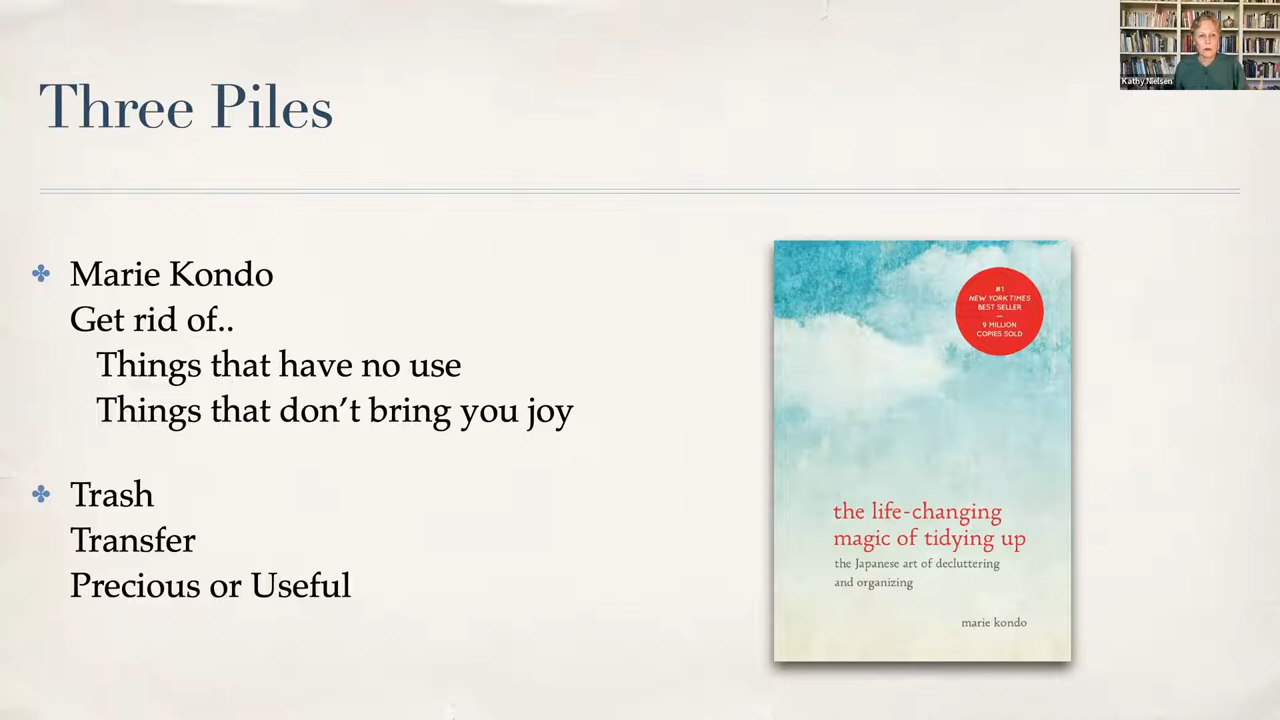 Kathy Nielsen
Three Piles
Marie Kondo
Get rid of..
Things that have no use
Things that don’t bring you joy
Trash
Transfer
Precious or Useful
#1
NEW YORK TIMES
BEST SELLER
—
9 MILLION
COPIES SOLD
the life-changing
magic of tidying up
the Japanese art of decluttering
and organizing
marie kondo